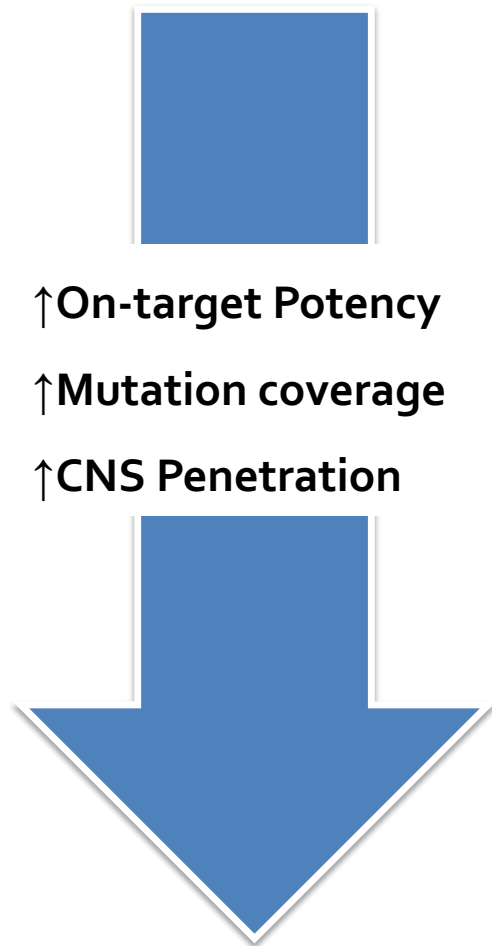 ↑On-target Potency
↑Mutation coverage
↑CNS Penetration